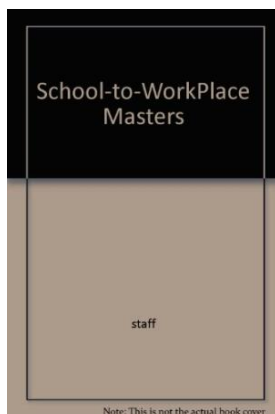 School-to-WorkPlace
Masters
staff
Note: This is not the actual book cover